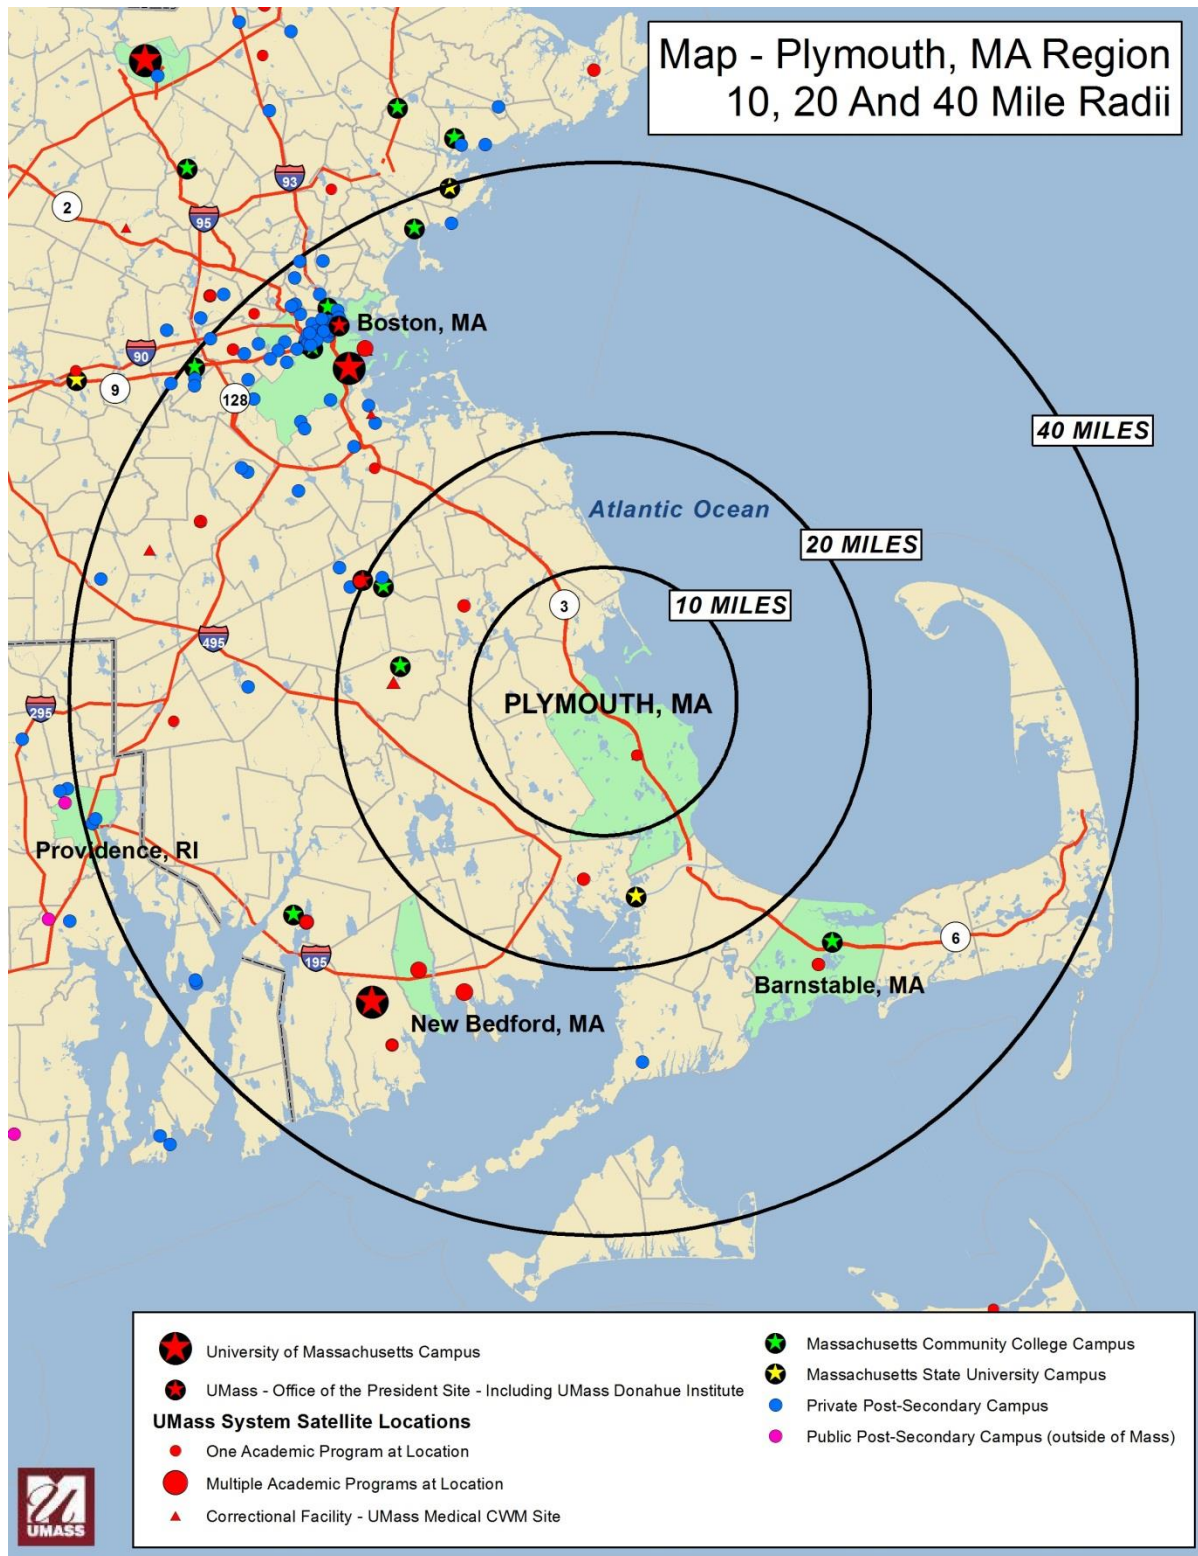 Map - Plymouth, MA Region
10, 20 And 40 Mile Radii
93
2
95
Boston, MA
90
9
128
40 MILES
Atlantic Ocean
20 MILES
3
10 MILES
495
PLYMOUTH, MA
295
Providence, RI
6
195
Barnstable, MA
New Bedford, MA
University of Massachusetts Campus
UMass - Office of the President Site - Including UMass Donahue Institute
UMass System Satellite Locations
One Academic Program at Location
Multiple Academic Programs at Location
Correctional Facility - UMass Medical CWM Site
Massachusetts Community College Campus
Massachusetts State University Campus
Private Post-Secondary Campus
Public Post-Secondary Campus (outside of Mass)
UMASS